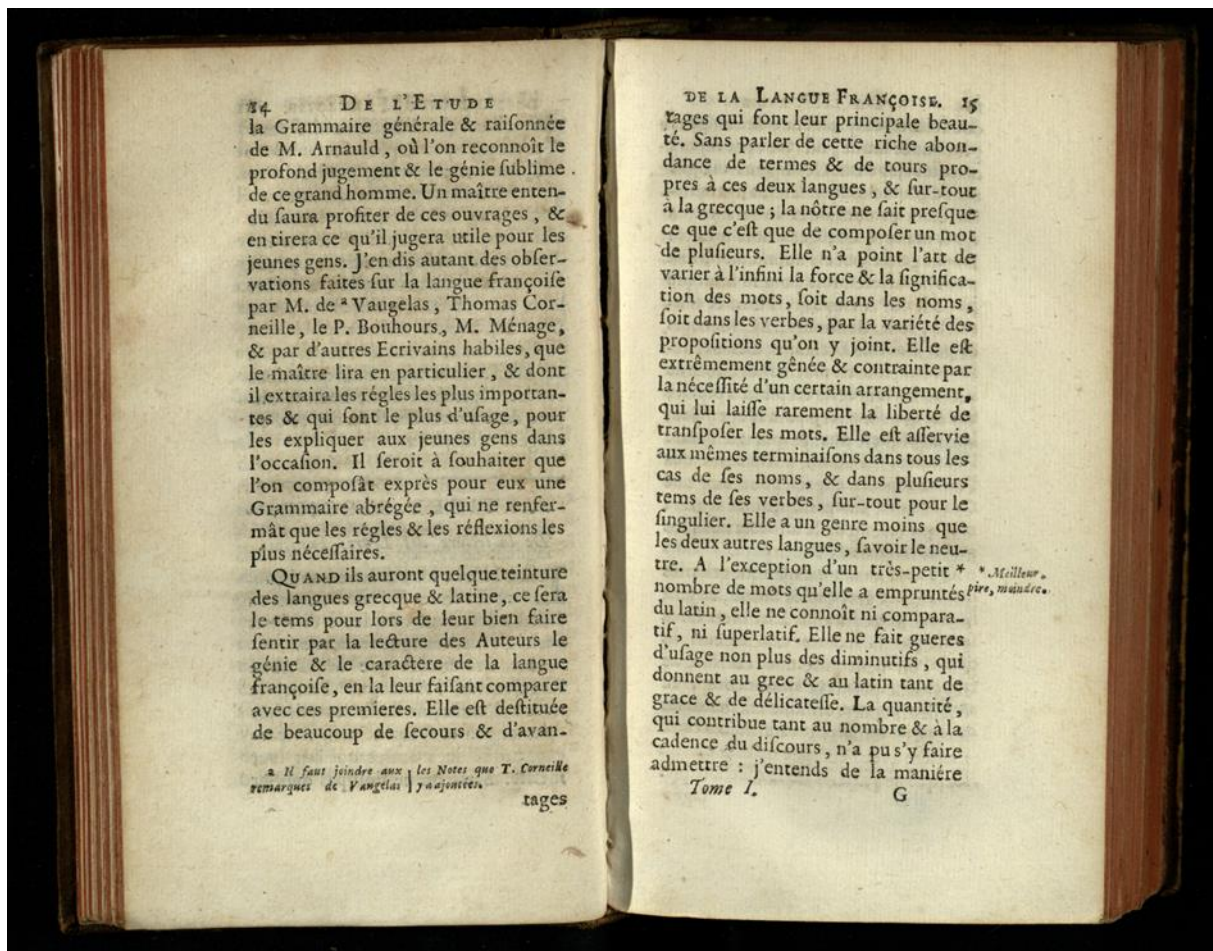 14 DE L'ETUDE
la Grammaire générale & raiſonnée
de M. Arnauld, où l'on reconnoît le
profond jugement & le génie ſublime
de ce grand homme. Un maître enten-
du ſaura profiter de ces ouvrages, &
en tirera ce qu'il jugera utile pour les
jeunes gens. J'en dis autant des obſer-
vations faites ſur la langue françoiſe
par M. de ª Vaugelas, Thomas Cor-
neille, le P. Bouhours, M. Ménage,
& par d'autres Ecrivains habiles, que
le maître lira en particulier, & dont
il extraira les régles les plus importan-
tes & qui ſont le plus d'uſage, pour
les expliquer aux jeunes gens dans
l'occaſion. Il ſeroit à ſouhaiter que
l'on compoſât exprès pour eux une
Grammaire abrégée, qui ne renfer-
mât que les régles & les réflexions les
plus néceſſaires.
QUAND ils auront quelque teinture
des langues grecque & latine, ce ſera
le tems pour lors de leur bien faire
ſentir par la lecture des Auteurs le
génie & le caractere de la langue
françoiſe, en la leur faiſant comparer
avec ces premieres. Elle eſt deſtituée
de beaucoup de ſecours & d'avan-
a Il faut joindre aux remarques de Vaugelas
les Notes que T. Corneille y a ajoutées.
tages
DE LA LANGUE FRANÇOISE. 15
tages qui font leur principale beau-
té. Sans parler de cette riche abon-
dance de termes & de tours pro-
pres à ces deux langues, & ſur-tout
à la grecque ; la nôtre ne ſait preſque
ce que c'eſt que de compoſer un mot
de pluſieurs. Elle n'a point l'art de
varier à l'infini la force & la ſignifica-
tion des mots, ſoit dans les noms,
ſoit dans les verbes, par la variété des
propoſitions qu'on y joint. Elle eſt
extrêmement gênée & contrainte par
la néceſſité d'un certain arrangement,
qui lui laiſſe rarement la liberté de
tranſpoſer les mots. Elle eſt aſſervie
aux mêmes terminaiſons dans tous les
cas de ſes noms, & dans pluſieurs
tems de ſes verbes, ſur-tout pour le
ſingulier. Elle a un genre moins que
les deux autres langues, ſavoir le neu-
tre. A l'exception d'un très-petit *
nombre de mots qu'elle a empruntés
du latin, elle ne connoît ni compara-
tif, ni ſuperlatif. Elle ne fait gueres
d'uſage non plus des diminutifs, qui
donnent au grec & au latin tant de
grace & de délicateſſe. La quantité,
qui contribue tant au nombre & à la
cadence du diſcours, n'a pu s'y faire
admettre : j'entends de la maniére
* Meilleur,
pire, moindre.
Tome I. G